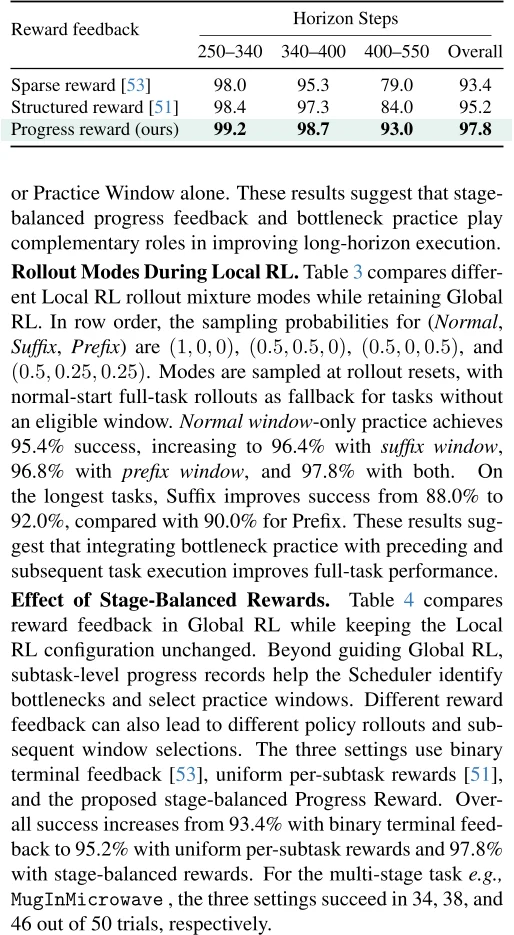 Reward feedback
Horizon Steps
250–340 340–400 400–550 Overall
Sparse reward [53] 98.0 95.3 79.0 93.4
Structured reward [51] 98.4 97.3 84.0 95.2
Progress reward (ours) 99.2 98.7 93.0 97.8
or Practice Window alone. These results suggest that stage-
balanced progress feedback and bottleneck practice play
complementary roles in improving long-horizon execution.
Rollout Modes During Local RL. Table 3 compares differ-
ent Local RL rollout mixture modes while retaining Global
RL. In row order, the sampling probabilities for (Normal,
Suffix, Prefix) are (1, 0, 0), (0.5, 0.5, 0), (0.5, 0, 0.5), and
(0.5, 0.25, 0.25). Modes are sampled at rollout resets, with
normal-start full-task rollouts as fallback for tasks without
an eligible window. Normal window-only practice achieves
95.4% success, increasing to 96.4% with suffix window,
96.8% with prefix window, and 97.8% with both. On
the longest tasks, Suffix improves success from 88.0% to
92.0%, compared with 90.0% for Prefix. These results sug-
gest that integrating bottleneck practice with preceding and
subsequent task execution improves full-task performance.
Effect of Stage-Balanced Rewards. Table 4 compares
reward feedback in Global RL while keeping the Local
RL configuration unchanged. Beyond guiding Global RL,
subtask-level progress records help the Scheduler identify
bottlenecks and select practice windows. Different reward
feedback can also lead to different policy rollouts and sub-
sequent window selections. The three settings use binary
terminal feedback [53], uniform per-subtask rewards [51],
and the proposed stage-balanced Progress Reward. Over-
all success increases from 93.4% with binary terminal feed-
back to 95.2% with uniform per-subtask rewards and 97.8%
with stage-balanced rewards. For the multi-stage task e.g.,
MugInMicrowave , the three settings succeed in 34, 38, and
46 out of 50 trials, respectively.